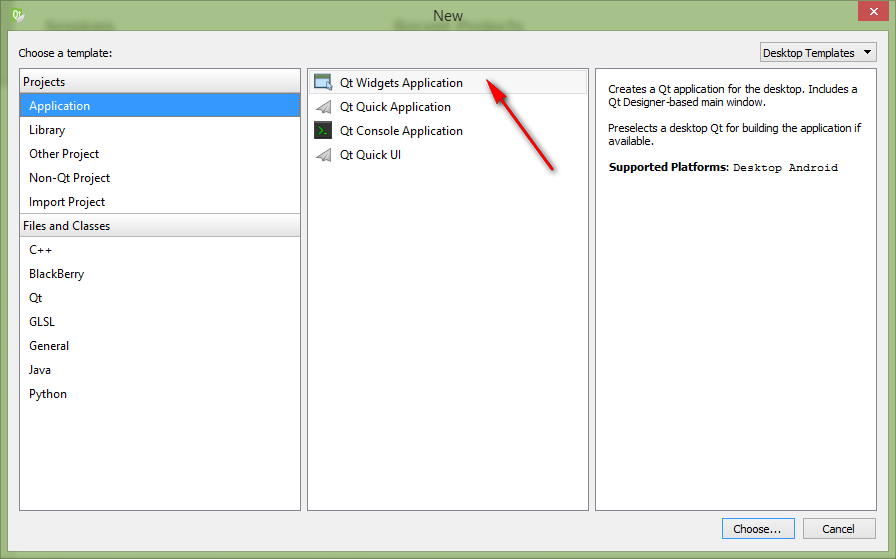 New
Choose a template:
Desktop Templates
Projects
Application
Library
Other Project
Non-Qt Project
Import Project
Files and Classes
C++
BlackBerry
Qt
GLSL
General
Java
Python
Qt Widgets Application
Qt Quick Application
Qt Console Application
Qt Quick UI
Creates a Qt application for the desktop. Includes a
Qt Designer-based main window.
Preselects a desktop Qt for building the application if
available.
Supported Platforms: Desktop Android
Choose...
Cancel